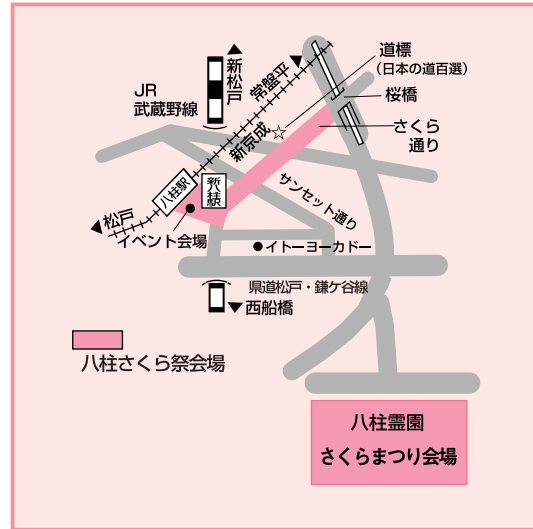 道標
(日本の道百選)
新松戸
常盤平
JR
武蔵野線
桜橋
新京成
さくら
通り
八柱駅
新八柱駅
サンセット通り
松戸
イベント会場
イトーヨーカドー
県道松戸・鎌ケ谷線
西船橋
八柱さくら祭会場
八柱霊園
さくらまつり会場